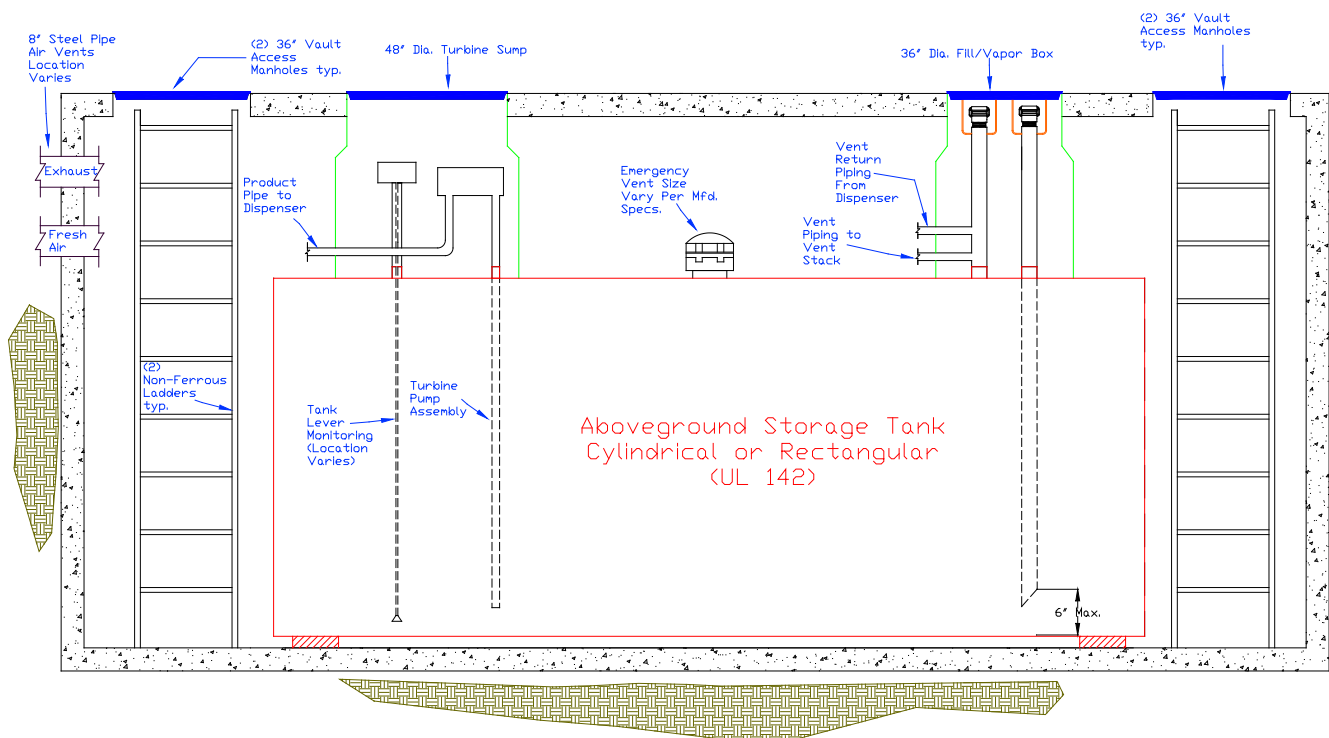 8" Steel Pipe
Air Vents
Location
Varies
(2) 36" Vault
Access
Manholes typ.
48" Dia. Turbine Sump
36" Dia. Fill/Vapor Box
(2) 36" Vault
Access Manholes
typ.
Exhaust
Fresh
Air
Product
Pipe to
Dispenser
Emergency
Vent Size
Vary Per Mfd.
Specs.
Vent
Return
Piping
From
Dispenser
Vent
Piping to
Vent
Stack
(2)
Non-Ferrous
Ladders
typ.
Tank
Lever
Monitoring
(Location
Varies)
Turbine
Pump
Assembly
Aboveground Storage Tank
Cylindrical or Rectangular
(UL 142)
6" Max.